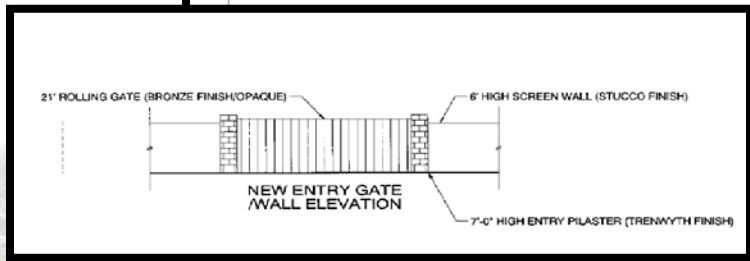 21' ROLLING GATE (BRONZE FINISH/OPAQUE)
6' HIGH SCREEN WALL (STUCCO FINISH)
NEW ENTRY GATE
/WALL ELEVATION
7'-0" HIGH ENTRY PILASTER (TRENWYTH FINISH)